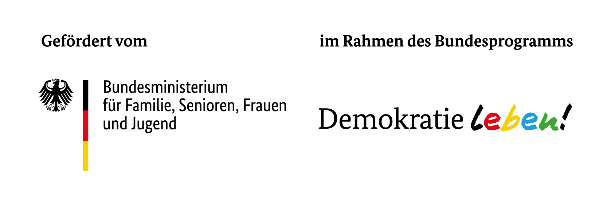 Gefördert vom
im Rahmen des Bundesprogramms
Bundesministerium
für Familie, Senioren, Frauen
und Jugend
Demokratie leben!